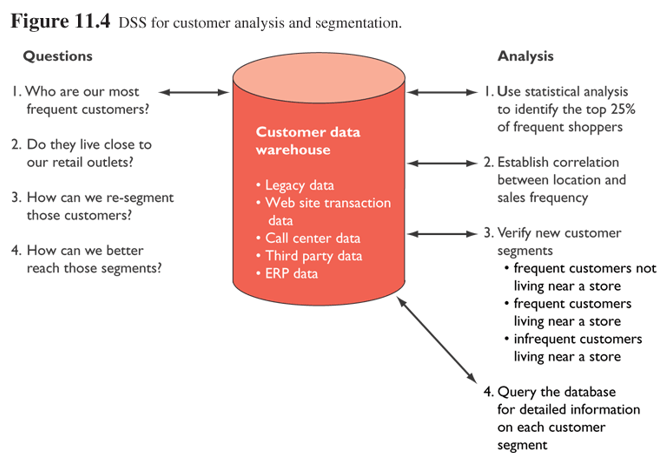 Figure 11.4 DSS for customer analysis and segmentation.
Questions
1. Who are our most
frequent customers?
2. Do they live close to
our retail outlets?
3. How can we re-segment
those customers?
4. How can we better
reach those segments?
Customer data
warehouse
• Legacy data
• Web site transaction
data
• Call center data
• Third party data
• ERP data
Analysis
1. Use statistical analysis
to identify the top 25%
of frequent shoppers
2. Establish correlation
between location and
sales frequency
3. Verify new customer
segments
• frequent customers not
living near a store
• frequent customers
living near a store
• infrequent customers
living near a store
4. Query the database
for detailed information
on each customer
segment